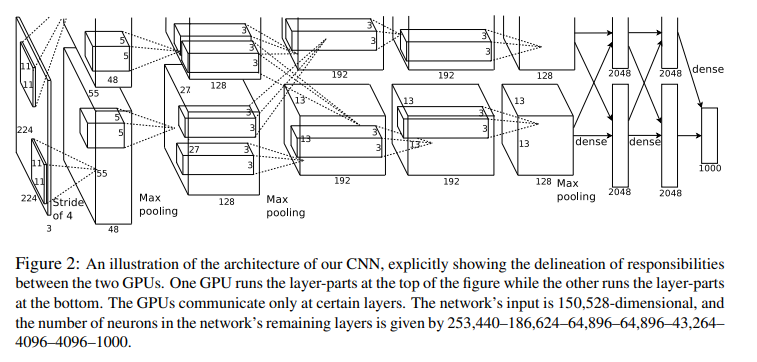 3 3
5 3 3
11 5 3 3
11 48 192 192 128 2048 2048
55 27 128 dense
13 13 13
224 5 3 3 3
5 3 3 3
11 27 3 13 3 13 13 dense dense
11 55 3
224 Stride Max 192 192 128 Max 1000
of 4 pooling 128 Max pooling 2048 2048
3 48 pooling
Figure 2: An illustration of the architecture of our CNN, explicitly showing the delineation of responsibilities
between the two GPUs. One GPU runs the layer-parts at the top of the figure while the other runs the layer-parts
at the bottom. The GPUs communicate only at certain layers. The network's input is 150,528-dimensional, and
the number of neurons in the network's remaining layers is given by 253,440–186,624–64,896–64,896–43,264–
4096–4096–1000.